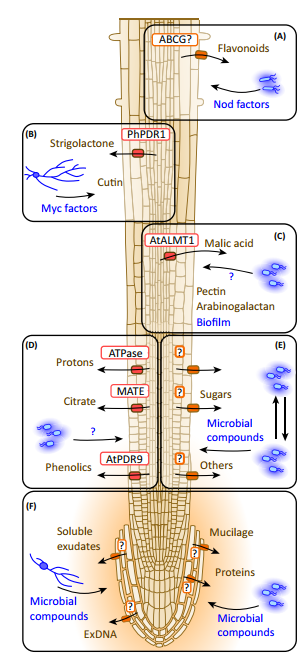 (A)
ABCG?
Flavonoids
Nod factors
(B)
PhPDR1
Strigolactone
Cutin
Myc factors
(C)
AtALMT1
Malic acid
?
Pectin
Arabinogalactan
Biofilm
(D)
ATPase
Protons
MATE
Citrate
?
AtPDR9
Phenolics
(E)
?
?
Sugars
Microbial
compounds
?
Others
(F)
Soluble
exudates
?
Microbial
compounds
?
ExDNA
Mucilage
?
Proteins
?
Microbial
compounds